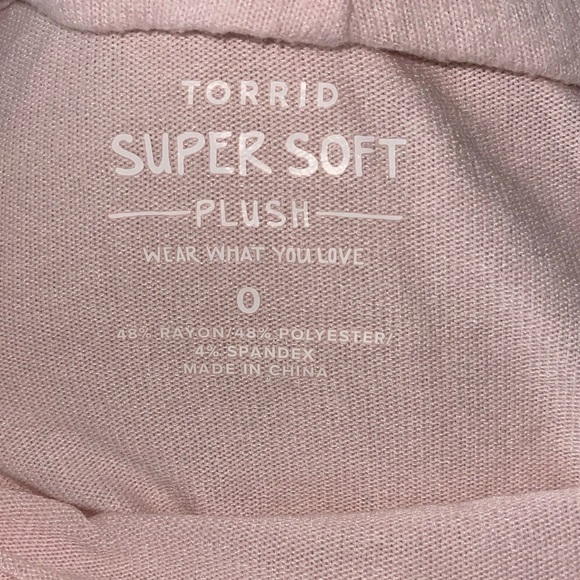 TORRID
SUPER SOFT
PLUSH
WEAR WHAT YOU LOVE
0
48% RAYON/48% POLYESTER/
4% SPANDEX
MADE IN CHINA